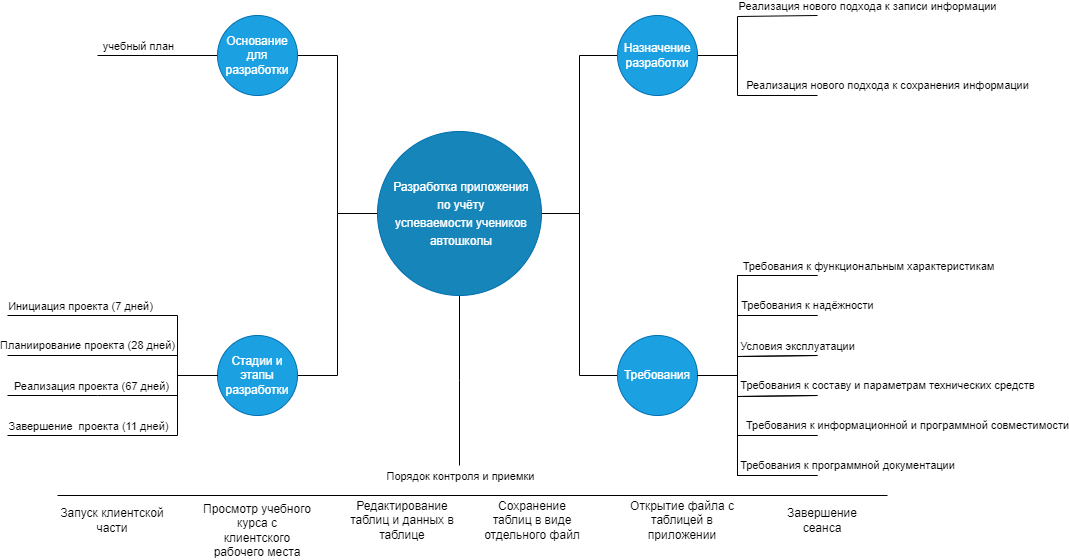 Основание
для
разработки
учебный план
Назначение
разработки
Реализация нового подхода к записи информации
Реализация нового подхода к сохранения информации
Разработка приложения
по учёту
успеваемости учеников
автошколы
Инициация проекта (7 дней)
Планиирование проекта (28 дней)
Реализация проекта (67 дней)
Завершение проекта (11 дней)
Стадии и
этапы
разработки
Требования
Требования к функциональным характеристикам
Требования к надёжности
Условия эксплуатации
Требования к составу и параметрам технических средств
Требования к информационной и программной совместимости
Требования к программной документации
Порядок контроля и приемки
Запуск клиентской
части
Просмотр учебного
курса с
клиентского
рабочего места
Редактирование
таблиц и данных в
таблице
Сохранение
таблиц в виде
отдельного файл
Открытие файла с
таблицей в
приложении
Завершение
сеанса